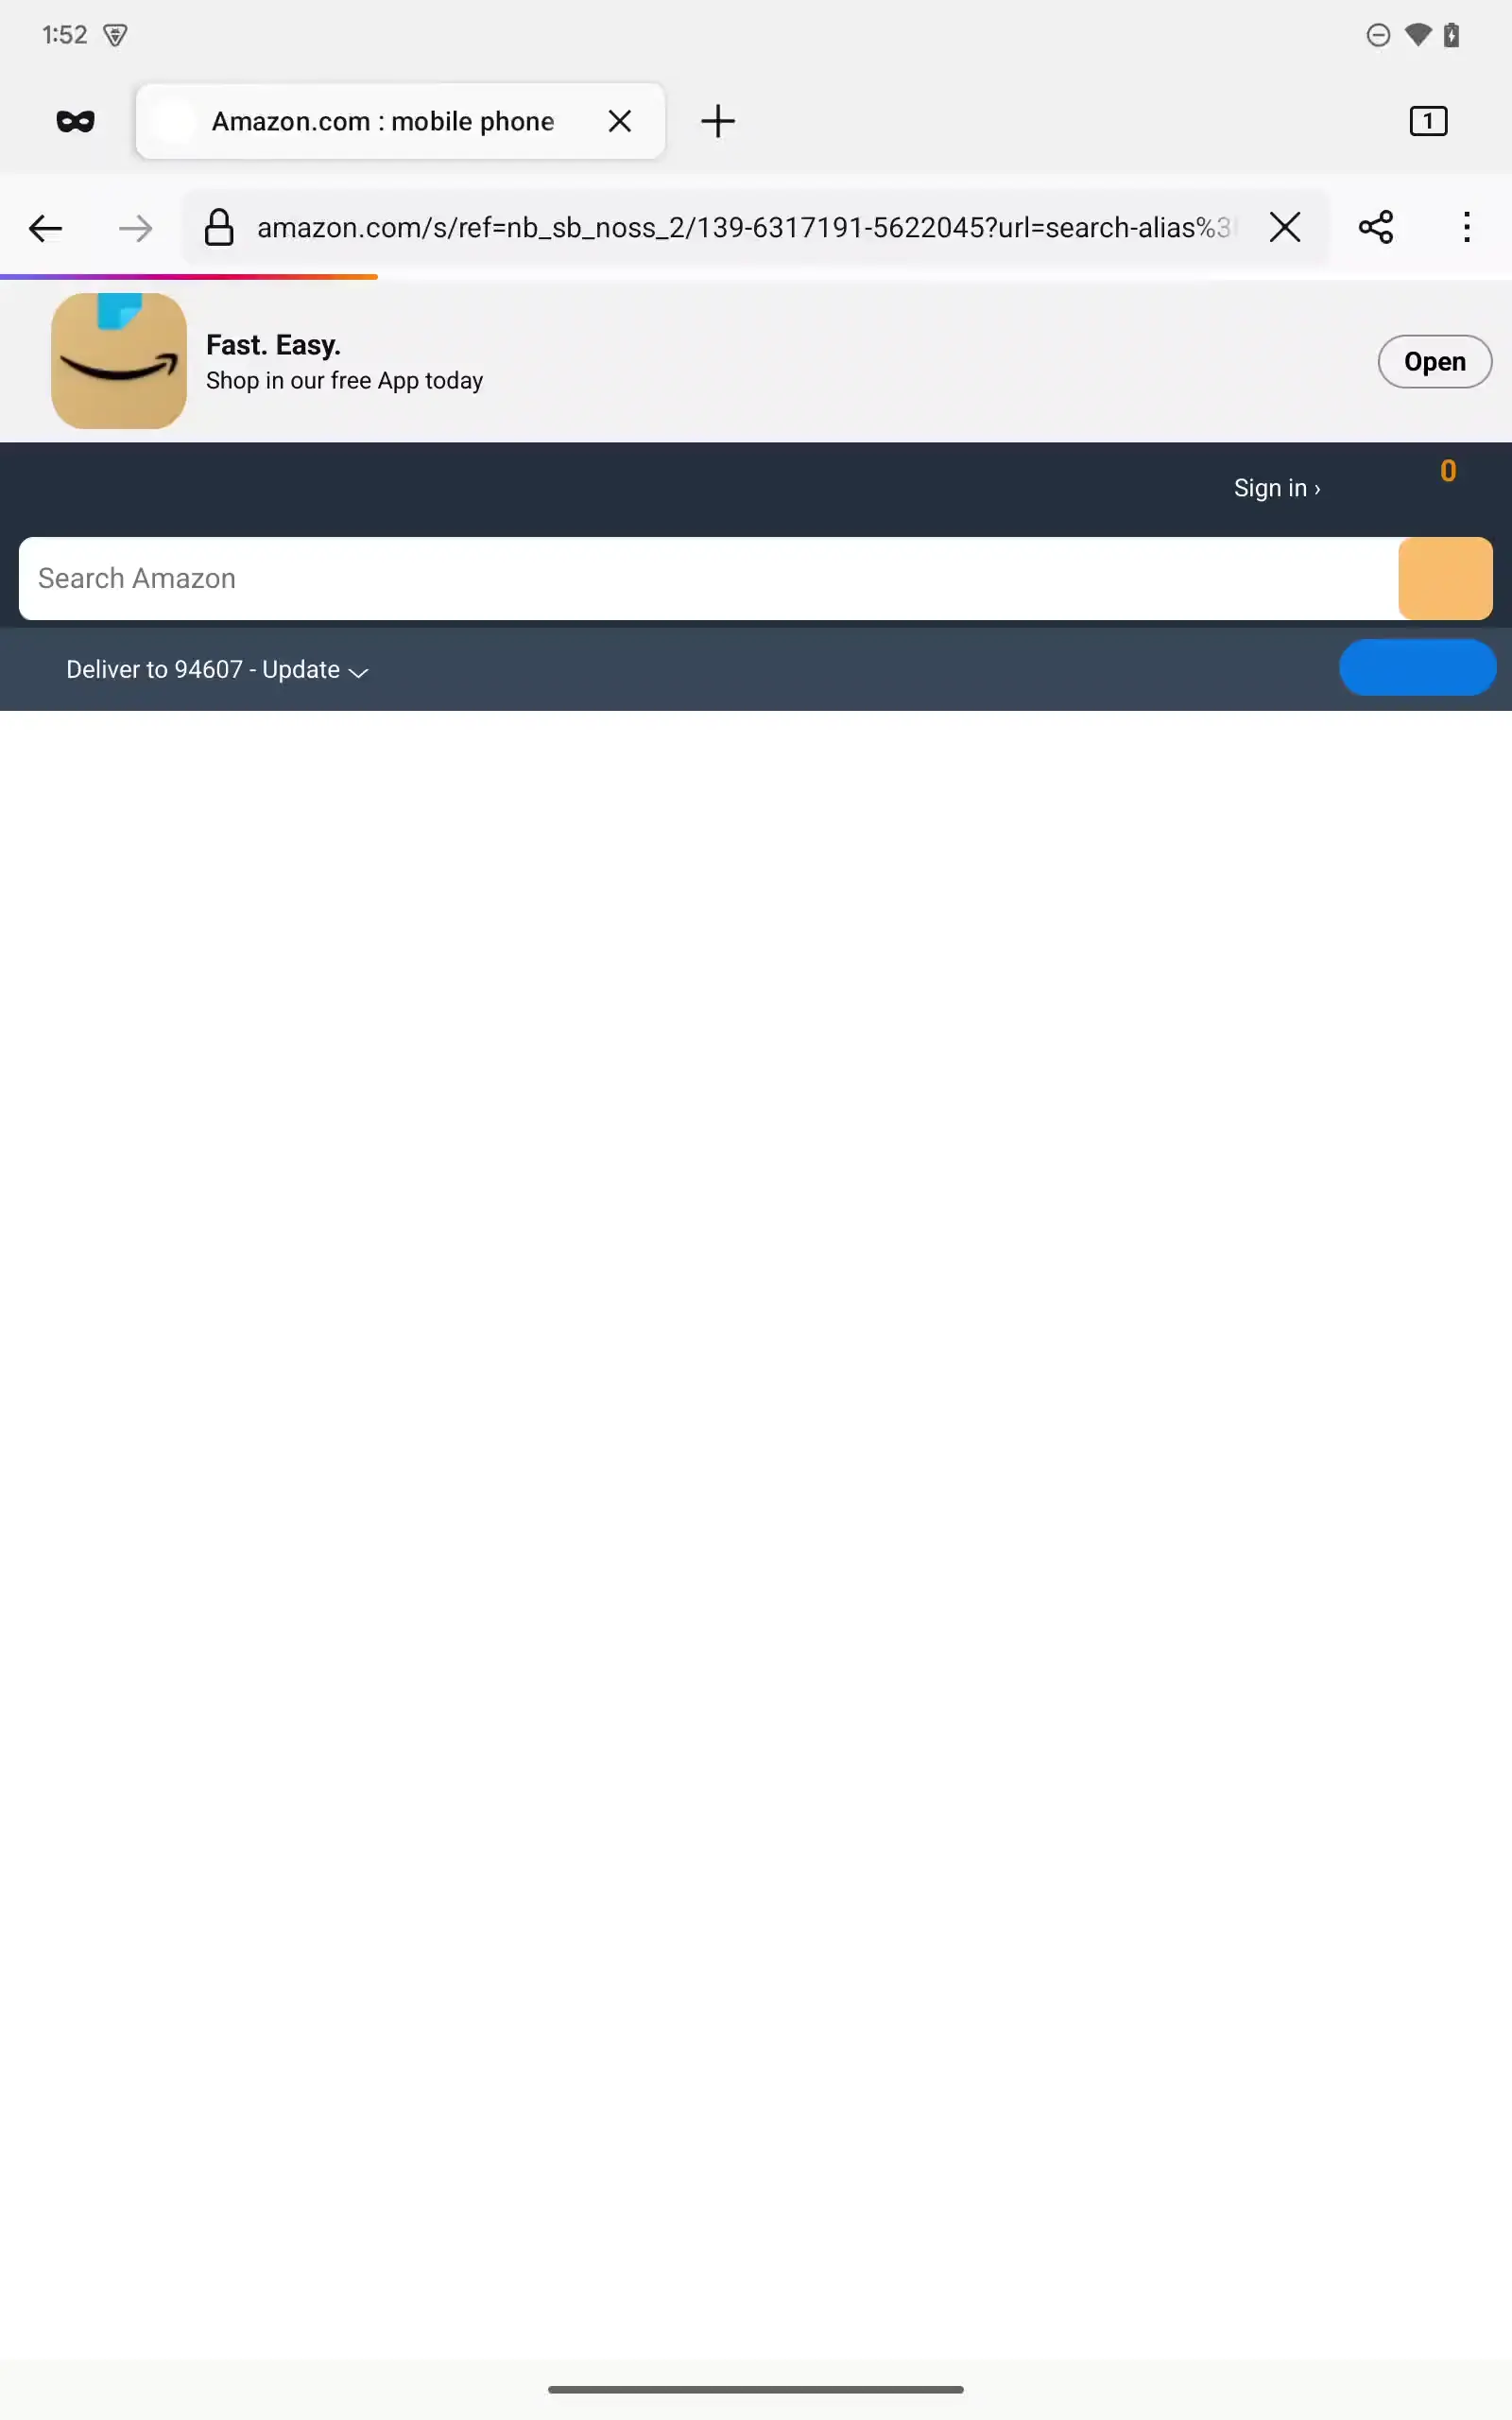 1:52
Amazon.com : mobile phone
1
amazon.com/s/ref=nb_sb_noss_2/139-6317191-5622045?url=search-alias%3
Fast. Easy.
Shop in our free App today
Open
Sign in ›
0
Search Amazon
Deliver to 94607 - Update